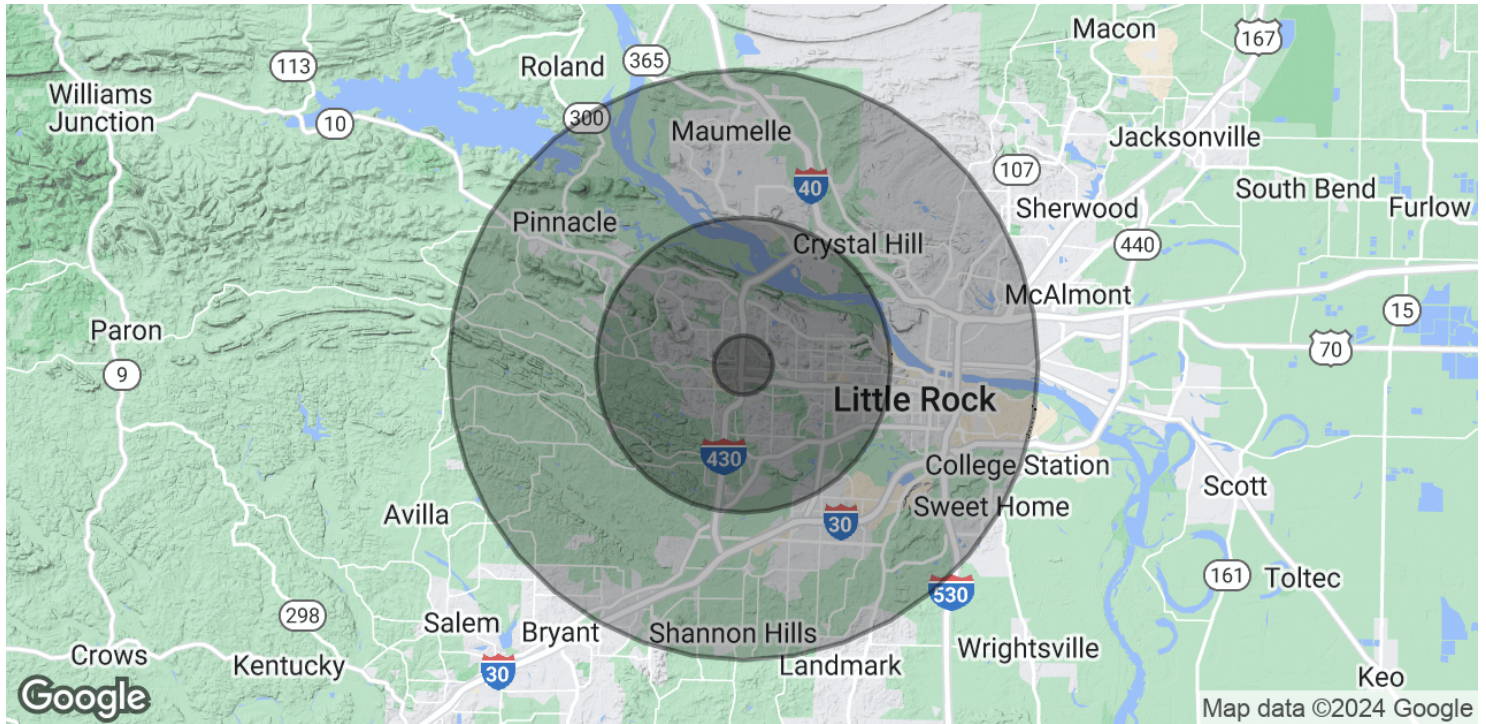 Macon
167
365
Roland
113
Williams
Junction
10
300
Maumelle
Jacksonville
107
40
South Bend
Sherwood
Furlow
Pinnacle
Crystal Hill
440
McAlmont
15
Paron
70
9
Little Rock
430
College Station
Scott
Sweet Home
Avilla
30
161
Toltec
530
298
Salem
Bryant
Shannon Hills
Wrightsville
Crows
Kentucky
30
Landmark
Keo
Google
Map data ©2024 Google